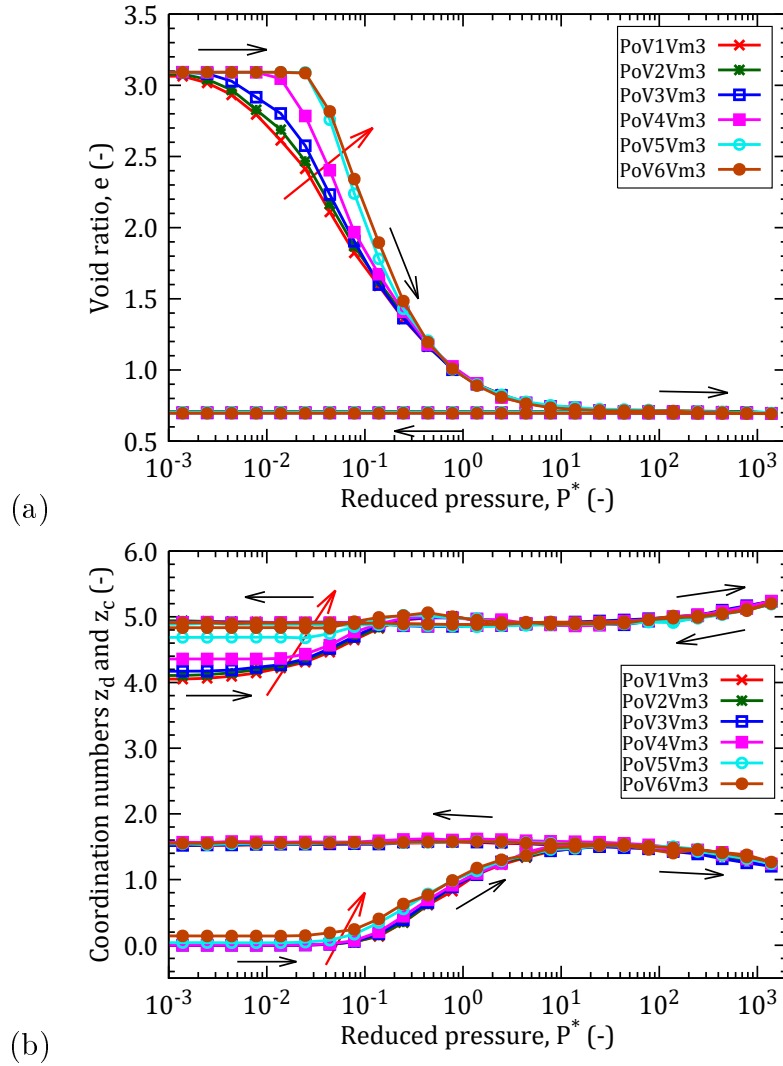 3.5
3.0
2.5
2.0
1.5
1.0
0.5
Void ratio, e (-)
PoV1Vm3
PoV2Vm3
PoV3Vm3
PoV4Vm3
PoV5Vm3
PoV6Vm3
10^-3 10^-2 10^-1 10^0 10^1 10^2 10^3
Reduced pressure, P* (-)
(a)
6.0
5.0
4.0
3.0
2.0
1.0
0.0
Coordination numbers z_d and z_c (-)
PoV1Vm3
PoV2Vm3
PoV3Vm3
PoV4Vm3
PoV5Vm3
PoV6Vm3
10^-3 10^-2 10^-1 10^0 10^1 10^2 10^3
Reduced pressure, P* (-)
(b)